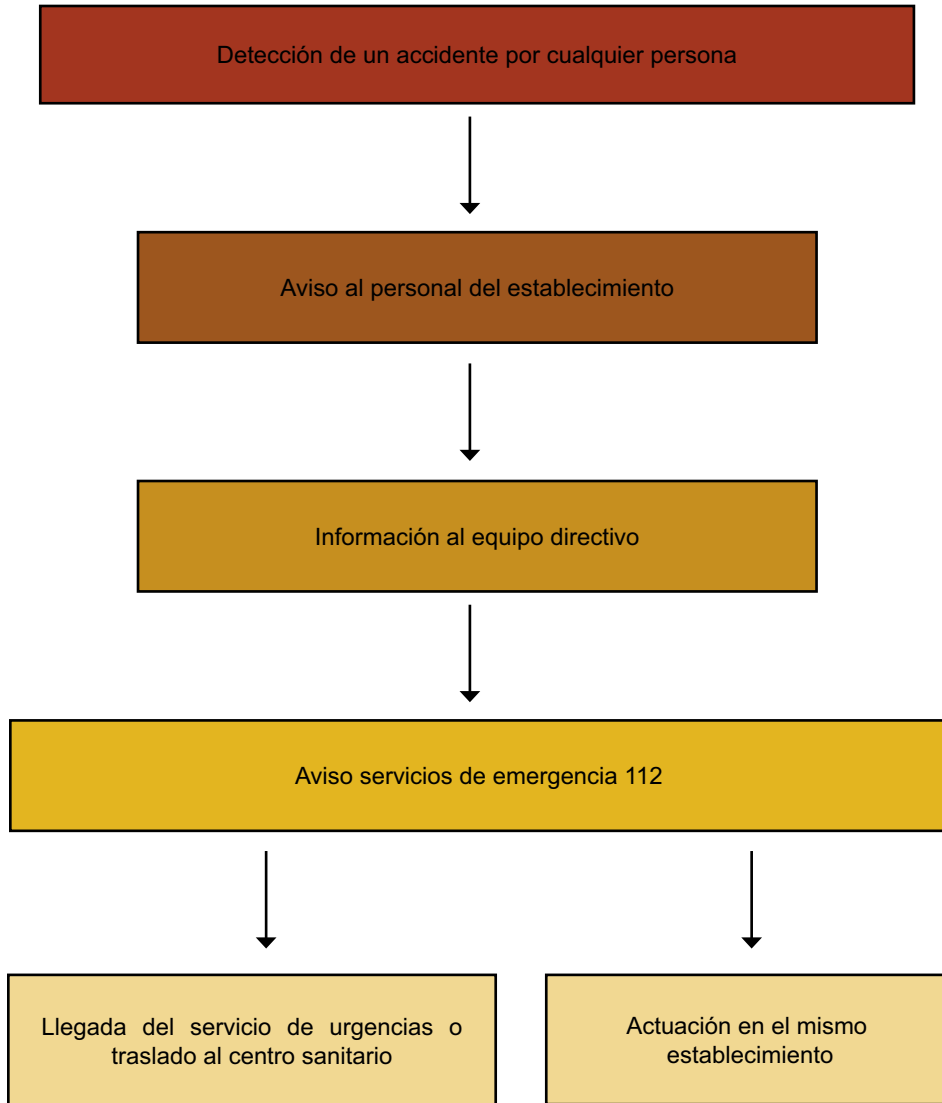 Detección de un accidente por cualquier persona
Aviso al personal del establecimiento
Información al equipo directivo
Aviso servicios de emergencia 112
Llegada del servicio de urgencias o
traslado al centro sanitario
Actuación en el mismo
establecimiento